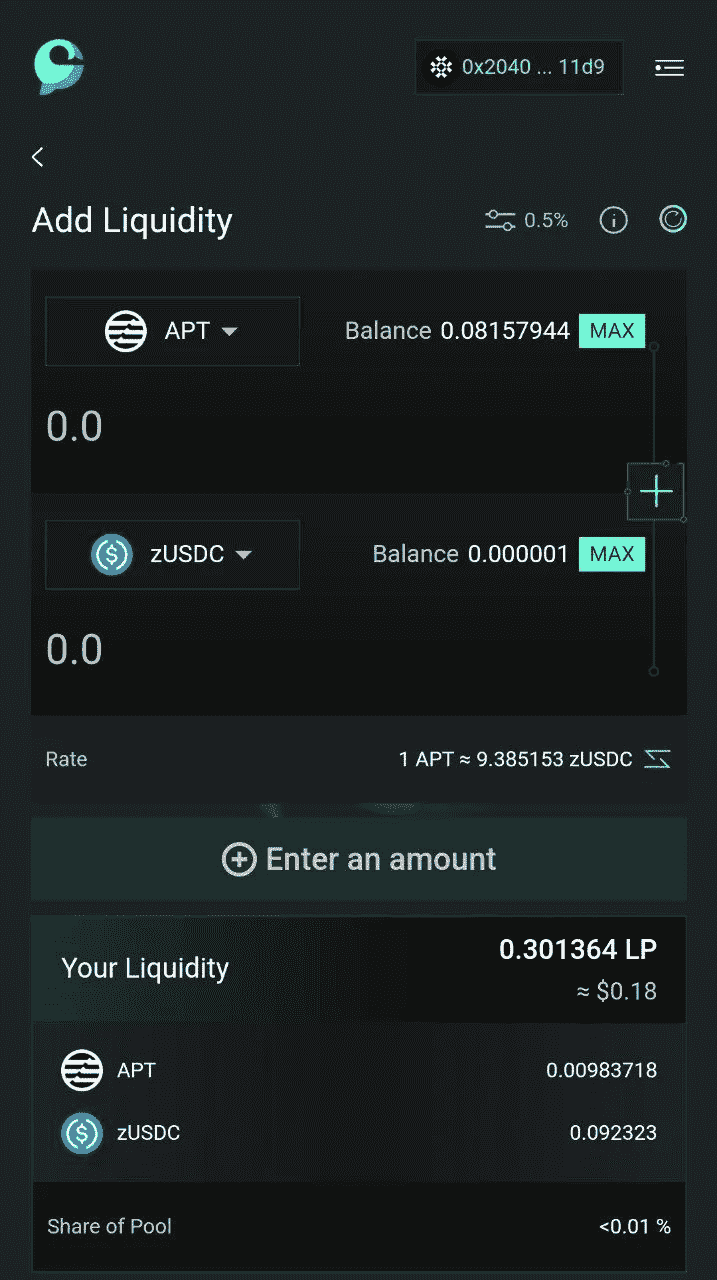 0x2040 ... 11d9
Add Liquidity
0.5%
APT
Balance 0.08157944 MAX
0.0
zUSDC
Balance 0.000001 MAX
0.0
Rate
1 APT ≈ 9.385153 zUSDC
Enter an amount
Your Liquidity
0.301364 LP
≈ $0.18
APT
0.00983718
zUSDC
0.092323
Share of Pool
<0.01 %